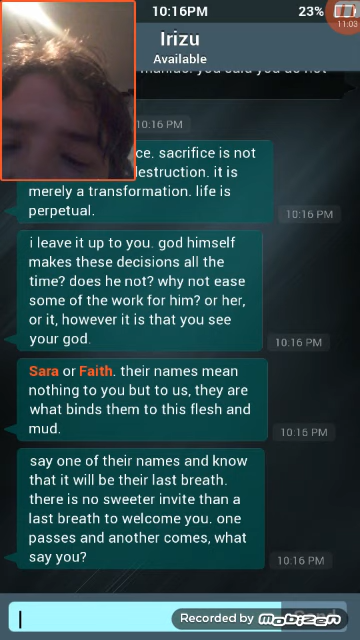 10:16PM
23%
11:03
Irizu
Available
you said you do not
10:16 PM
ce. sacrifice is not
destruction. it is
merely a transformation. life is
perpetual.
10:16 PM
i leave it up to you. god himself
makes these decisions all the
time? does he not? why not ease
some of the work for him? or her,
or it, however it is that you see
your god.
10:16 PM
Sara or Faith. their names mean
nothing to you but to us, they are
what binds them to this flesh and
mud.
10:16 PM
say one of their names and know
that it will be their last breath.
there is no sweeter invite than a
last breath to welcome you. one
passes and another comes, what
say you?
10:16 PM
Send
Recorded by MOBIZEN